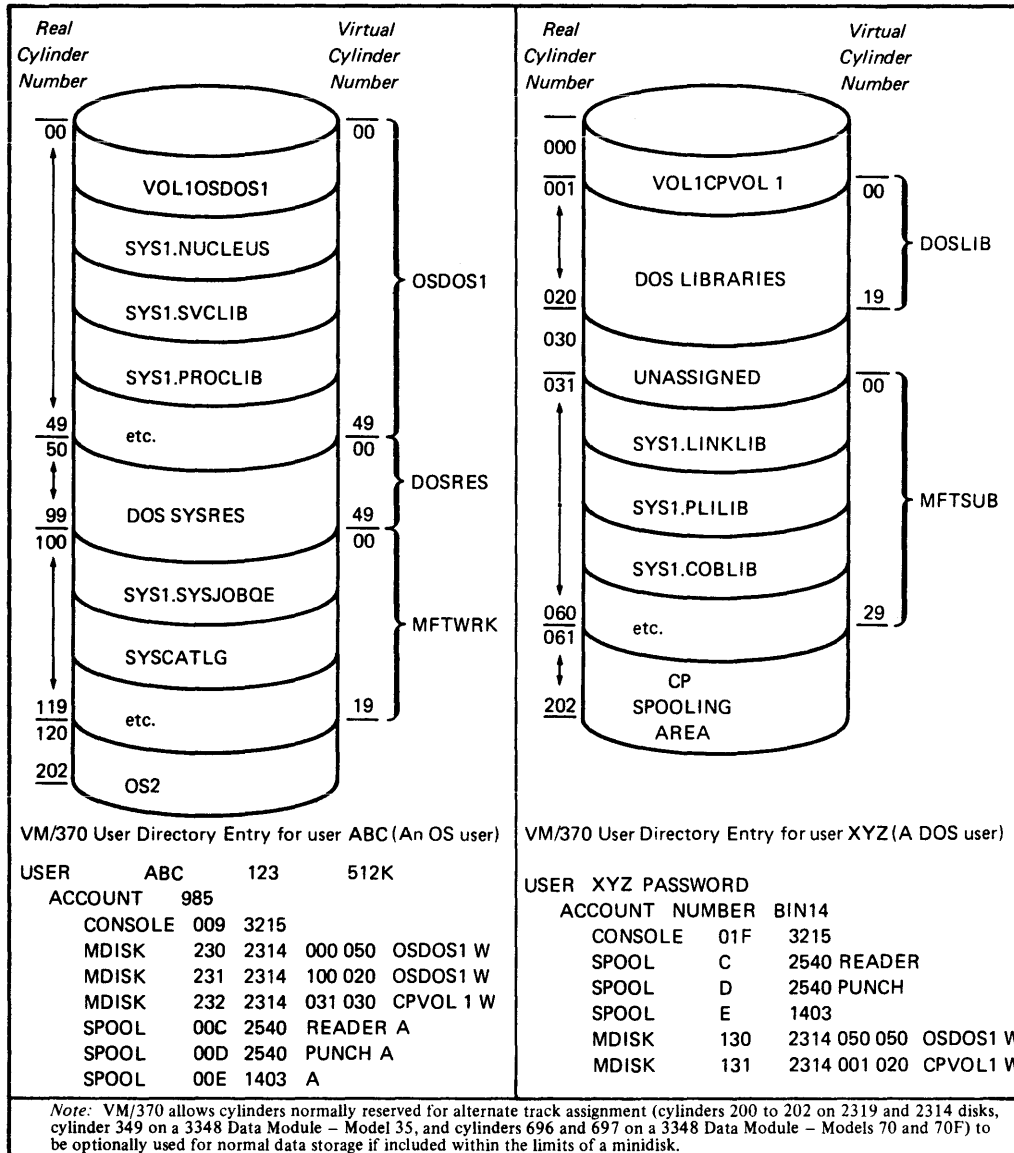 Real Cylinder Number
Virtual Cylinder Number
00
00
VOL1OSDOS1
SYS1.NUCLEUS
SYS1.SVCLIB
OSDOS1
SYS1.PROCLIB
49
etc.
49
50
00
DOSRES
99
DOS SYSRES
49
100
00
SYS1.SYSJOBQE
MFTWRK
SYSCATLG
119
etc.
19
120
202
OS2
VM/370 User Directory Entry for user ABC (An OS user)
USER ABC 123 512K
ACCOUNT 985
CONSOLE 009 3215
MDISK 230 2314 000 050 OSDOS1 W
MDISK 231 2314 100 020 OSDOS1 W
MDISK 232 2314 031 030 CPVOL 1 W
SPOOL 00C 2540 READER A
SPOOL 00D 2540 PUNCH A
SPOOL 00E 1403 A
Real Cylinder Number
Virtual Cylinder Number
000
001
VOL1CPVOL 1
00
DOSLIB
DOS LIBRARIES
020
19
030
031
UNASSIGNED
00
SYS1.LINKLIB
SYS1.PLILIB
MFTSUB
SYS1.COBLIB
060
etc.
29
061
CP
202
SPOOLING
AREA
VM/370 User Directory Entry for user XYZ (A DOS user)
USER XYZ PASSWORD
ACCOUNT NUMBER BIN14
CONSOLE 01F 3215
SPOOL C 2540 READER
SPOOL D 2540 PUNCH
SPOOL E 1403
MDISK 130 2314 050 050 OSDOS1 W
MDISK 131 2314 001 020 CPVOL1 W
Note: VM/370 allows cylinders normally reserved for alternate track assignment (cylinders 200 to 202 on 2319 and 2314 disks,
cylinder 349 on a 3348 Data Module – Model 35, and cylinders 696 and 697 on a 3348 Data Module – Models 70 and 70F) to
be optionally used for normal data storage if included within the limits of a minidisk.